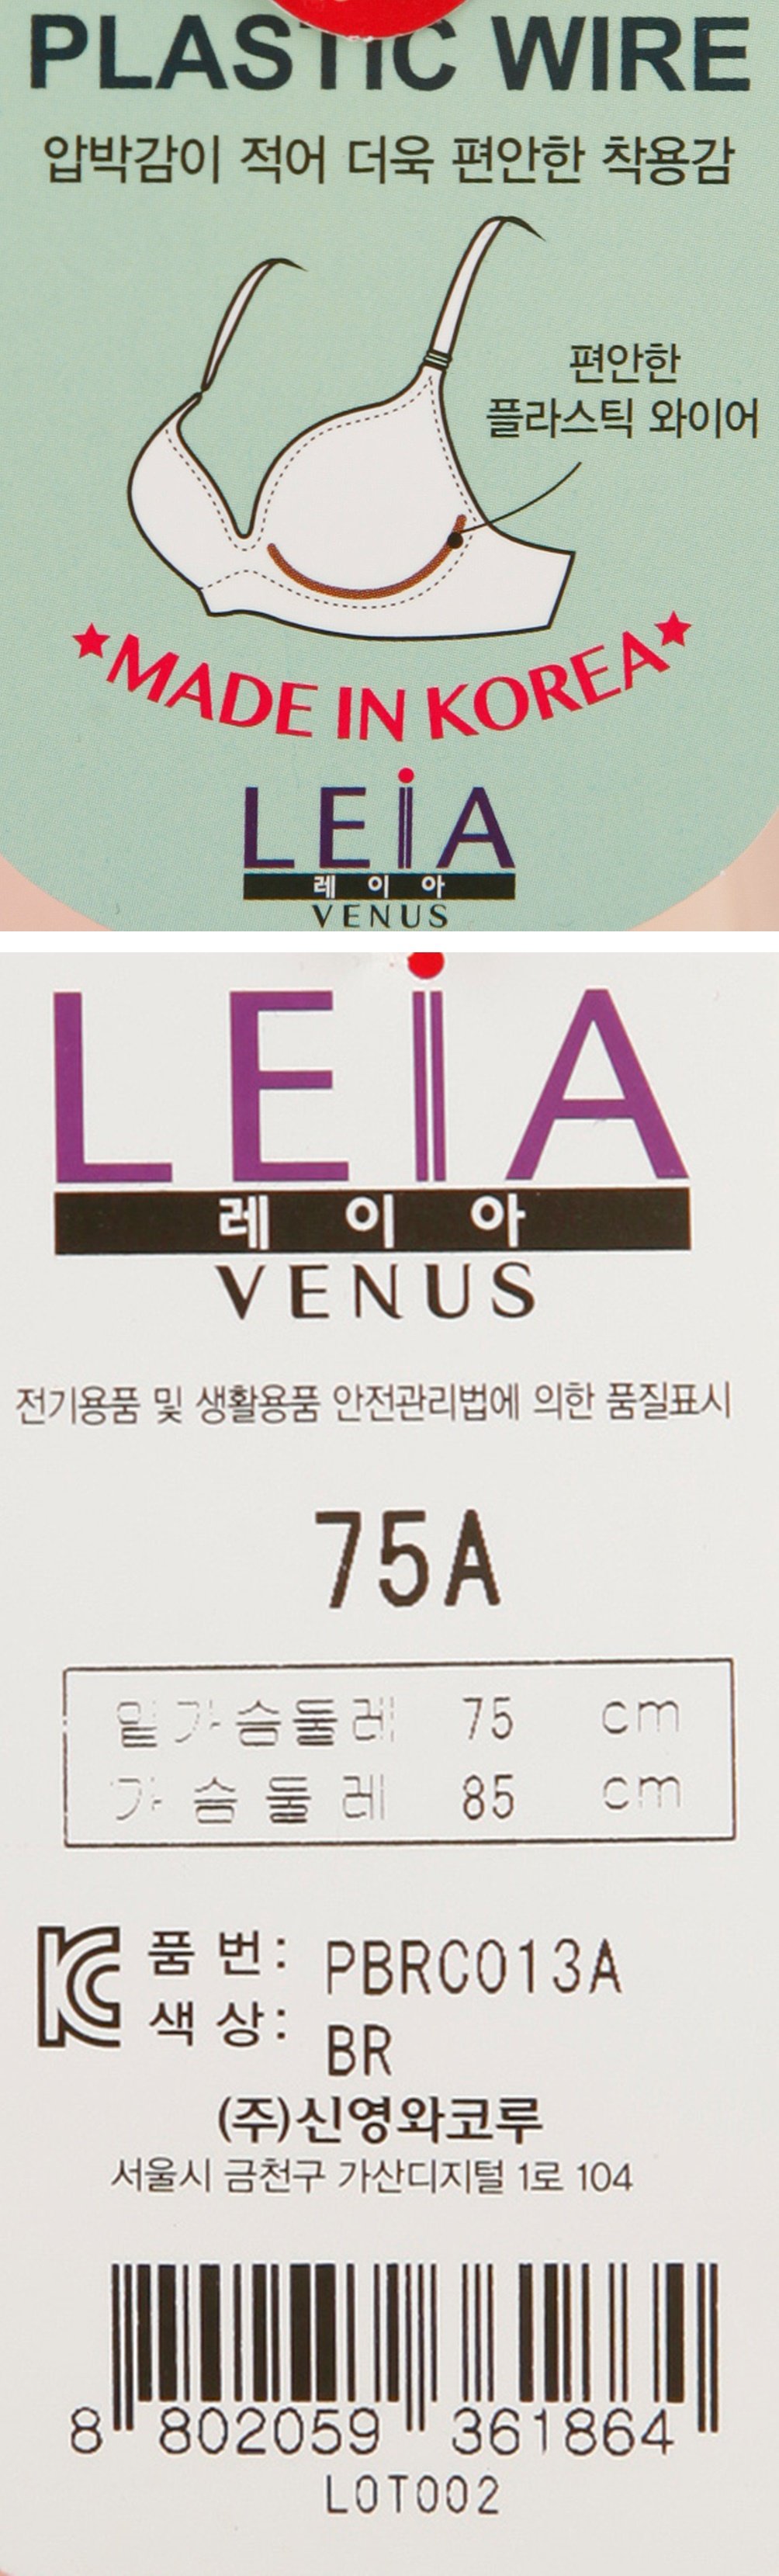 PLASTIC WIRE
압박감이 적어 더욱 편안한 착용감
편안한
플라스틱 와이어
★MADE IN KOREA★
LEiA
레이아
VENUS
LEiA
레이아
VENUS
전기용품 및 생활용품 안전관리법에 의한 품질표시
75A
밑가슴둘레 75 cm
가슴둘레 85 cm
품 번: PBRC013A
색 상: BR
(주)신영와코루
서울시 금천구 가산디지털 1로 104
8 802059 361864
LOT002